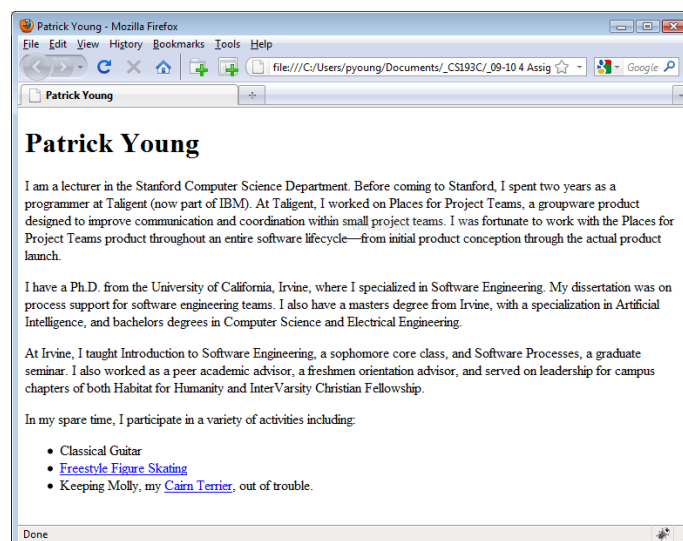 Patrick Young - Mozilla Firefox
File Edit View History Bookmarks Tools Help
file:///C:/Users/pyoung/Documents/_CS193C/_09-10 4 Assig
Google
Patrick Young
Patrick Young
I am a lecturer in the Stanford Computer Science Department. Before coming to Stanford, I spent two years as a
programmer at Taligent (now part of IBM). At Taligent, I worked on Places for Project Teams, a groupware product
designed to improve communication and coordination within small project teams. I was fortunate to work with the Places for
Project Teams product throughout an entire software lifecycle—from initial product conception through the actual product
launch.
I have a Ph.D. from the University of California, Irvine, where I specialized in Software Engineering. My dissertation was on
process support for software engineering teams. I also have a masters degree from Irvine, with a specialization in Artificial
Intelligence, and bachelors degrees in Computer Science and Electrical Engineering.
At Irvine, I taught Introduction to Software Engineering, a sophomore core class, and Software Processes, a graduate
seminar. I also worked as a peer academic advisor, a freshmen orientation advisor, and served on leadership for campus
chapters of both Habitat for Humanity and InterVarsity Christian Fellowship.
In my spare time, I participate in a variety of activities including:
• Classical Guitar
• Freestyle Figure Skating
• Keeping Molly, my Cairn Terrier, out of trouble.
Done